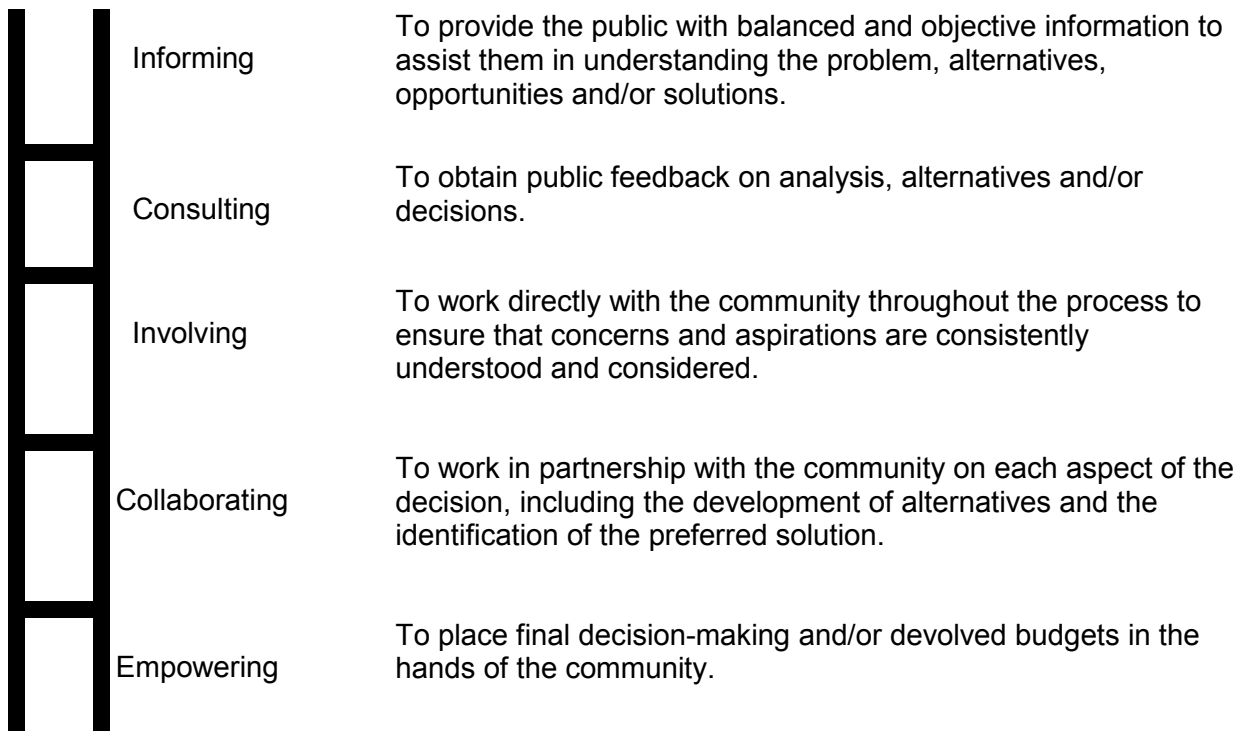 Informing
To provide the public with balanced and objective information to
assist them in understanding the problem, alternatives,
opportunities and/or solutions.
Consulting
To obtain public feedback on analysis, alternatives and/or
decisions.
Involving
To work directly with the community throughout the process to
ensure that concerns and aspirations are consistently
understood and considered.
Collaborating
To work in partnership with the community on each aspect of the
decision, including the development of alternatives and the
identification of the preferred solution.
Empowering
To place final decision-making and/or devolved budgets in the
hands of the community.